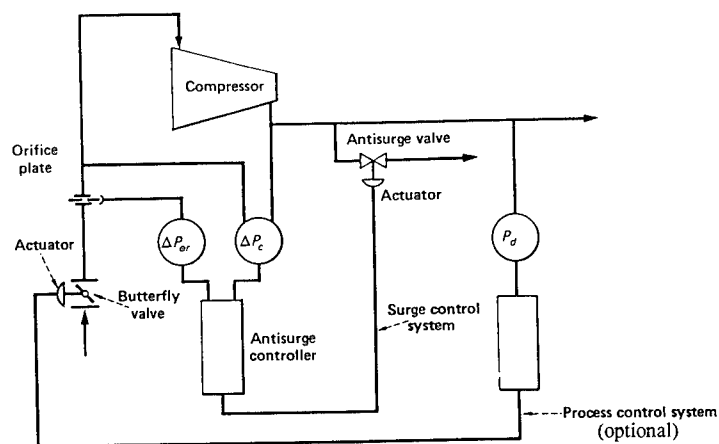 Compressor
Antisurge valve
Orifice
plate
Actuator
ΔP_er
ΔP_c
P_d
Actuator
Butterfly
valve
Surge control
system
Antisurge
controller
Process control system
(optional)